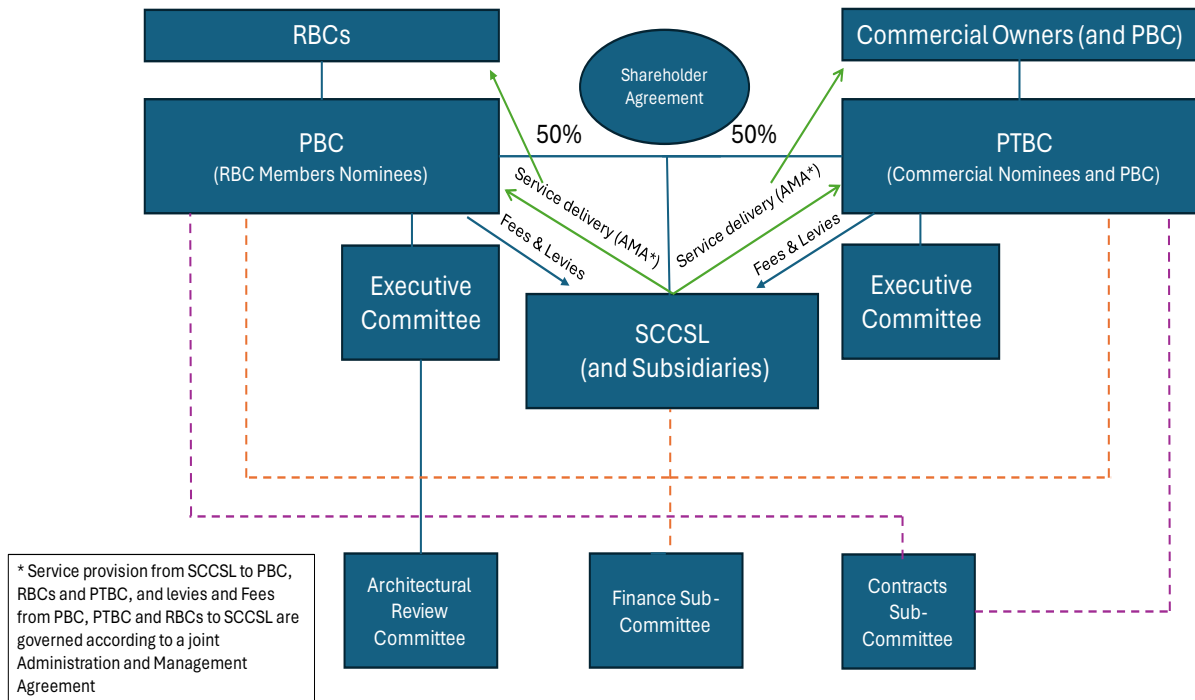 RBCs
Commercial Owners (and PBC)
Shareholder
Agreement
PBC
(RBC Members Nominees)
50%
50%
PTBC
(Commercial Nominees and PBC)
Service delivery (AMA*)
Service delivery (AMA*)
Fees & Levies
Fees & Levies
Executive
Committee
SCCSL
(and Subsidiaries)
Executive
Committee
Architectural
Review
Committee
Finance Sub-
Committee
Contracts
Sub-
Committee
* Service provision from SCCSL to PBC,
RBCs and PTBC, and levies and Fees
from PBC, PTBC and RBCs to SCCSL are
governed according to a joint
Administration and Management
Agreement